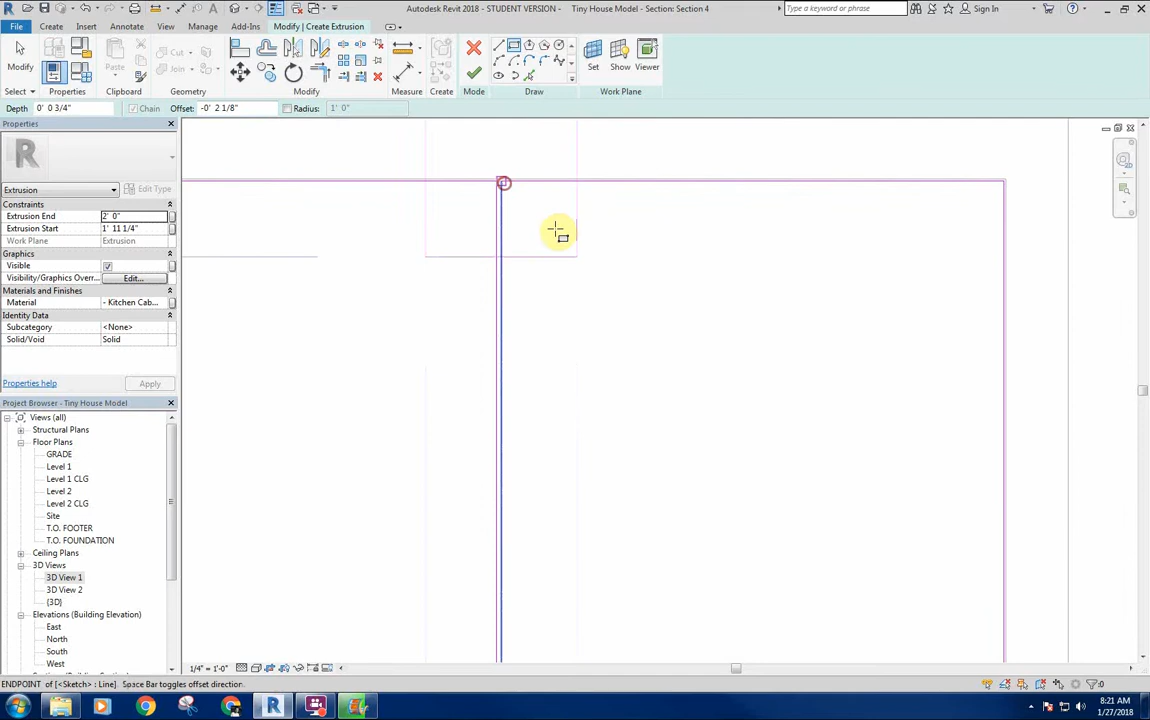 Autodesk Revit 2018 - STUDENT VERSION - Tiny House Model - Section: Section 4
Type a keyword or phrase
Sign In
File Create Insert Annotate View Manage Add-Ins Modify | Create Extrusion
Modify
Paste
Cut
Join
Set Show Viewer
Select Properties Clipboard Geometry Modify Measure Create Mode Draw Work Plane
Depth 0' 0 3/4" Chain Offset: -0' 2 1/8" Radius: 1' 0"
Properties
Extrusion Edit Type
Constraints
Extrusion End 2' 0"
Extrusion Start 1' 11 1/4"
Work Plane Extrusion
Graphics
Visible
Visibility/Graphics Overr... Edit...
Materials and Finishes
Material - Kitchen Cab...
Identity Data
Subcategory <None>
Solid/Void Solid
Properties help Apply
Project Browser - Tiny House Model
Views (all)
Structural Plans
Floor Plans
GRADE
Level 1
Level 1 CLG
Level 2
Level 2 CLG
Site
T.O. FOOTER
T.O. FOUNDATION
Ceiling Plans
3D Views
3D View 1
3D View 2
{3D}
Elevations (Building Elevation)
East
North
South
West
1/4" = 1'-0"
ENDPOINT of [<Sketch> : Line]; Space Bar toggles offset direction.
:0
8:21 AM
1/27/2018